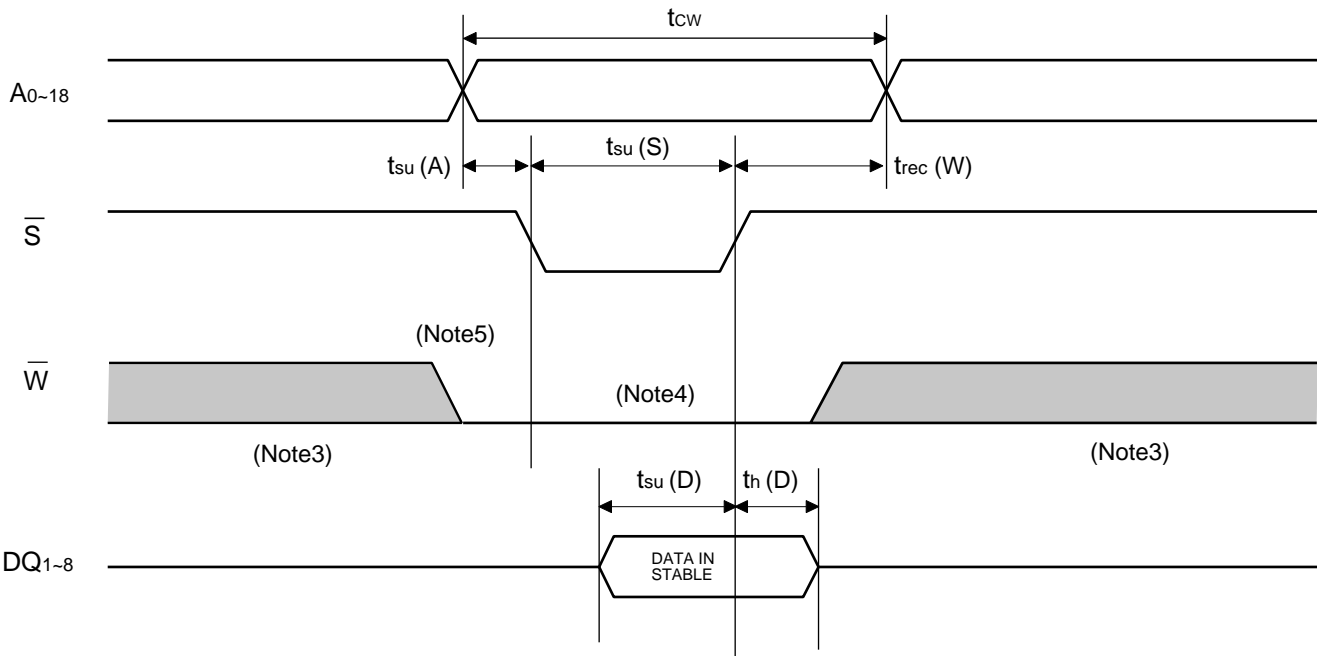 tCW
A0~18
tsu (A)
tsu (S)
trec (W)
S̅
(Note5)
W̅
(Note4)
(Note3)
(Note3)
tsu (D)
th (D)
DQ1~8
DATA IN
STABLE